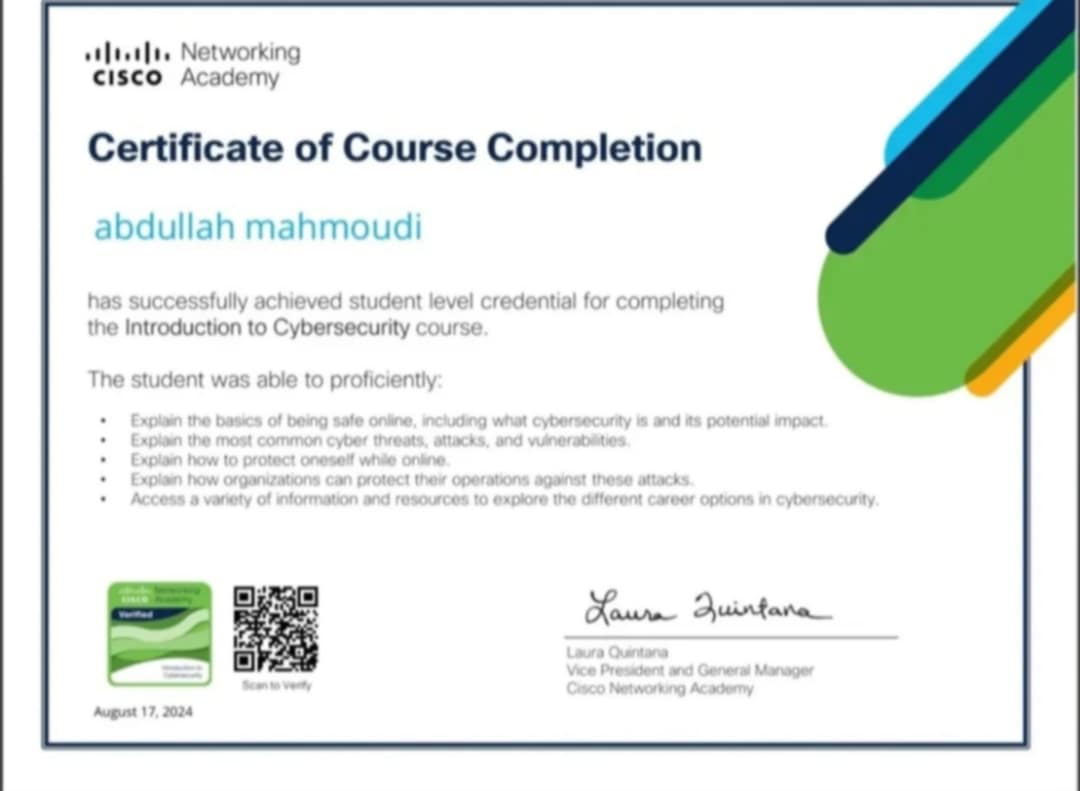 CISCO Networking Academy
Certificate of Course Completion
abdullah mahmoudi
has successfully achieved student level credential for completing
the Introduction to Cybersecurity course.
The student was able to proficiently:
• Explain the basics of being safe online, including what cybersecurity is and its potential impact.
• Explain the most common cyber threats, attacks, and vulnerabilities.
• Explain how to protect oneself while online.
• Explain how organizations can protect their operations against these attacks.
• Access a variety of information and resources to explore the different career options in cybersecurity.
CISCO Networking Academy
Verified
Introduction to
Cybersecurity
Scan to Verify
August 17, 2024
Laura Quintana
Laura Quintana
Vice President and General Manager
Cisco Networking Academy